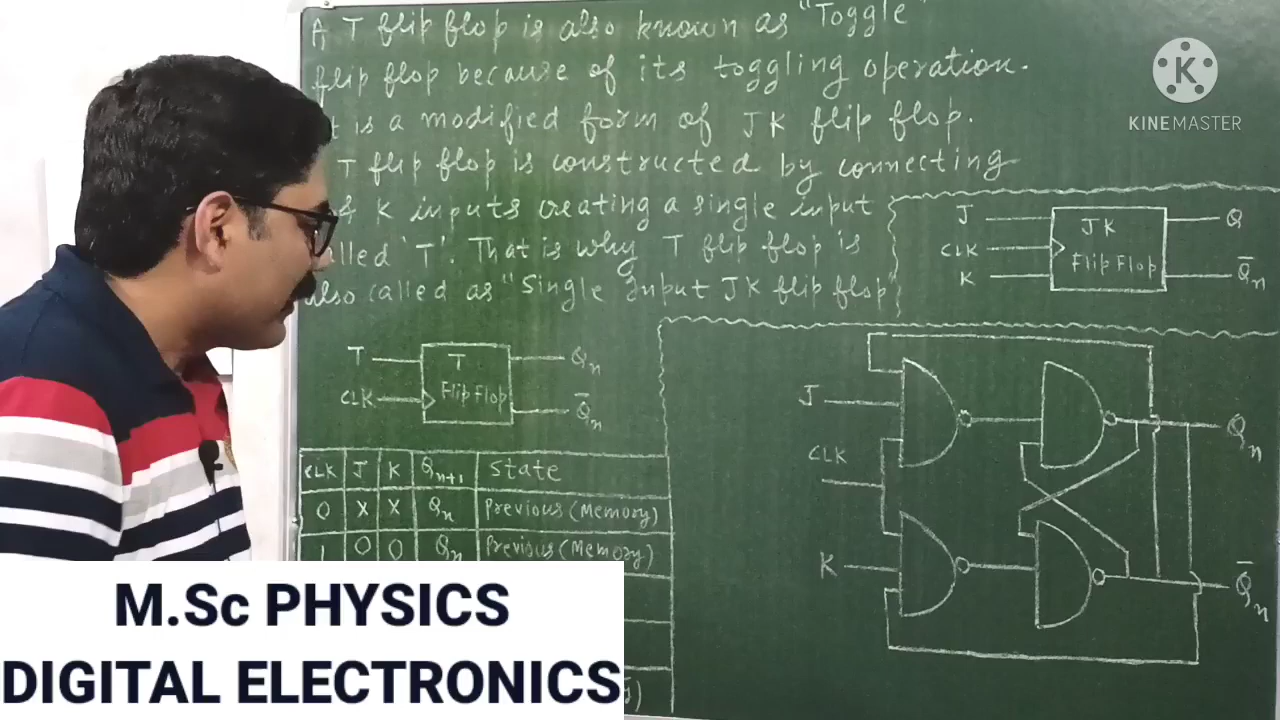 A T flip flop is also known as "Toggle"
flip flop because of its toggling operation.
is a modified form of JK flip flop.
T flip flop is constructed by connecting
K inputs creating a single input
called 'T'. That is why T flip flop is
also called as "Single Input JK flip flop"
K
KINEMASTER
J
CLK
K
JK
Flip Flop
Q
Q̄n
T
CLK
T
Flip Flop
Qn
Q̄n
CLK J K Qn+1 State
0 X X Qn Previous (Memory)
1 0 0 Qn Previous (Memory)
J
CLK
K
Qn
Q̄n
M.Sc PHYSICS
DIGITAL ELECTRONICS